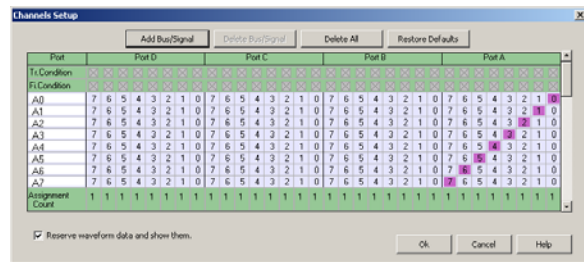 Channels Setup
Add Bus/Signal Delete Bus/Signal Delete All Restore Defaults
Port Port D Port C Port B Port A
Tr.Condition
Fi.Condition
A0 7 6 5 4 3 2 1 0 7 6 5 4 3 2 1 0 7 6 5 4 3 2 1 0 7 6 5 4 3 2 1 0
A1 7 6 5 4 3 2 1 0 7 6 5 4 3 2 1 0 7 6 5 4 3 2 1 0 7 6 5 4 3 2 1 0
A2 7 6 5 4 3 2 1 0 7 6 5 4 3 2 1 0 7 6 5 4 3 2 1 0 7 6 5 4 3 2 1 0
A3 7 6 5 4 3 2 1 0 7 6 5 4 3 2 1 0 7 6 5 4 3 2 1 0 7 6 5 4 3 2 1 0
A4 7 6 5 4 3 2 1 0 7 6 5 4 3 2 1 0 7 6 5 4 3 2 1 0 7 6 5 4 3 2 1 0
A5 7 6 5 4 3 2 1 0 7 6 5 4 3 2 1 0 7 6 5 4 3 2 1 0 7 6 5 4 3 2 1 0
A6 7 6 5 4 3 2 1 0 7 6 5 4 3 2 1 0 7 6 5 4 3 2 1 0 7 6 5 4 3 2 1 0
A7 7 6 5 4 3 2 1 0 7 6 5 4 3 2 1 0 7 6 5 4 3 2 1 0 7 6 5 4 3 2 1 0
Assignment Count 1 1 1 1 1 1 1 1 1 1 1 1 1 1 1 1 1 1 1 1 1 1 1 1 1 1 1 1 1 1 1 1
Reserve waveform data and show them.
Ok Cancel Help